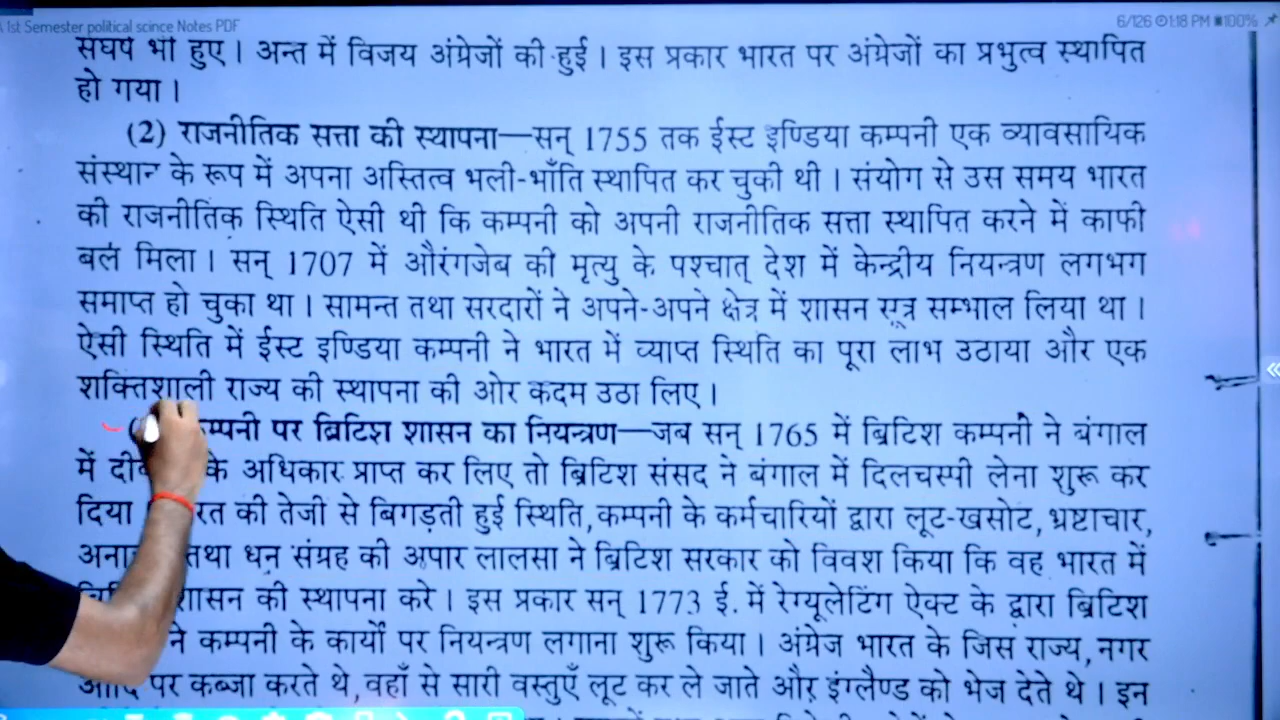 1st Semester political scince Notes PDF
6/126 1:18 PM 100%
संघर्ष भी हुए। अन्त में विजय अंग्रेजों की हुई। इस प्रकार भारत पर अंग्रेजों का प्रभुत्व स्थापित
हो गया।
(2) राजनीतिक सत्ता की स्थापना—सन् 1755 तक ईस्ट इण्डिया कम्पनी एक व्यावसायिक
संस्थान के रूप में अपना अस्तित्व भली-भाँति स्थापित कर चुकी थी। संयोग से उस समय भारत
की राजनीतिक स्थिति ऐसी थी कि कम्पनी को अपनी राजनीतिक सत्ता स्थापित करने में काफी
बल मिला। सन् 1707 में औरंगजेब की मृत्यु के पश्चात् देश में केन्द्रीय नियन्त्रण लगभग
समाप्त हो चुका था। सामन्त तथा सरदारों ने अपने-अपने क्षेत्र में शासन सूत्र सम्भाल लिया था।
ऐसी स्थिति में ईस्ट इण्डिया कम्पनी ने भारत में व्याप्त स्थिति का पूरा लाभ उठाया और एक
शक्तिशाली राज्य की स्थापना की ओर कदम उठा लिए।
म्पनी पर ब्रिटिश शासन का नियन्त्रण—जब सन् 1765 में ब्रिटिश कम्पनी ने बंगाल
में के अधिकार प्राप्त कर लिए तो ब्रिटिश संसद ने बंगाल में दिलचस्पी लेना शुरू कर
दिया रत की तेजी से बिगड़ती हुई स्थिति, कम्पनी के कर्मचारियों द्वारा लूट-खसोट, भ्रष्टाचार,
तथा धन संग्रह की अपार लालसा ने ब्रिटिश सरकार को विवश किया कि वह भारत में
शासन की स्थापना करे। इस प्रकार सन् 1773 ई. में रेग्यूलेटिंग ऐक्ट के द्वारा ब्रिटिश
ने कम्पनी के कार्यों पर नियन्त्रण लगाना शुरू किया। अंग्रेज भारत के जिस राज्य, नगर
आदि पर कब्जा करते थे, वहाँ से सारी वस्तुएँ लूट कर ले जाते और इंग्लैण्ड को भेज देते थे। इन